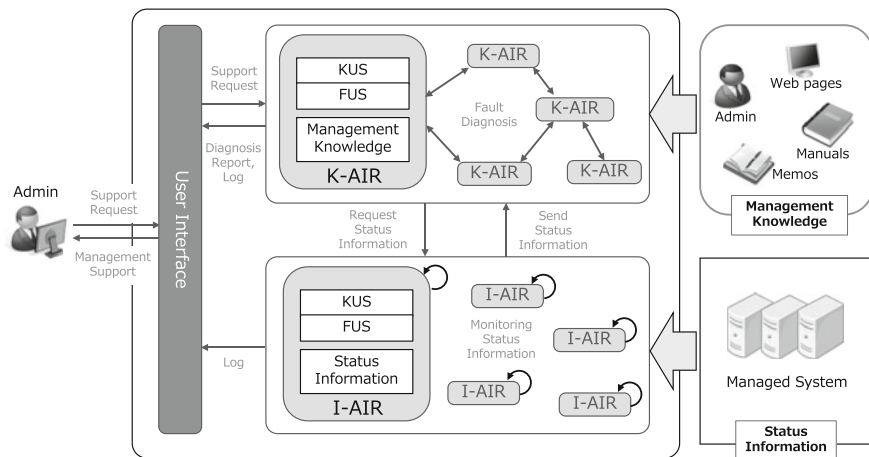 Admin
Support
Request
Management
Support
User Interface
Support
Request
Diagnosis
Report,
Log
KUS
FUS
Management
Knowledge
K-AIR
K-AIR
K-AIR
Fault
Diagnosis
K-AIR
K-AIR
Request
Status
Information
Send
Status
Information
Log
KUS
FUS
Status
Information
I-AIR
I-AIR
Monitoring
Status
Information
I-AIR
I-AIR
I-AIR
Web pages
Admin
Manuals
Memos
Management
Knowledge
Managed System
Status
Information